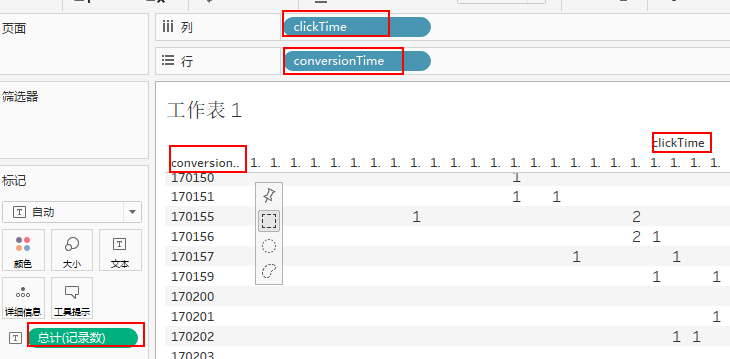 页面
列
clickTime
行
conversionTime
筛选器
工作表 1
clickTime
conversion.. 1. 1. 1. 1. 1. 1. 1. 1. 1. 1. 1. 1. 1. 1. 1. 1. 1. 1. 1. 1. 1. 1. 1. 1.
170150 1
标记
170151 1 1
自动
170155 1 2
170156 2 1
颜色 大小 文本
170157 1 1
170159 1 1
170200
详细信息 工具提示
170201 1
T 总计(记录数)
170202 1 1
170203